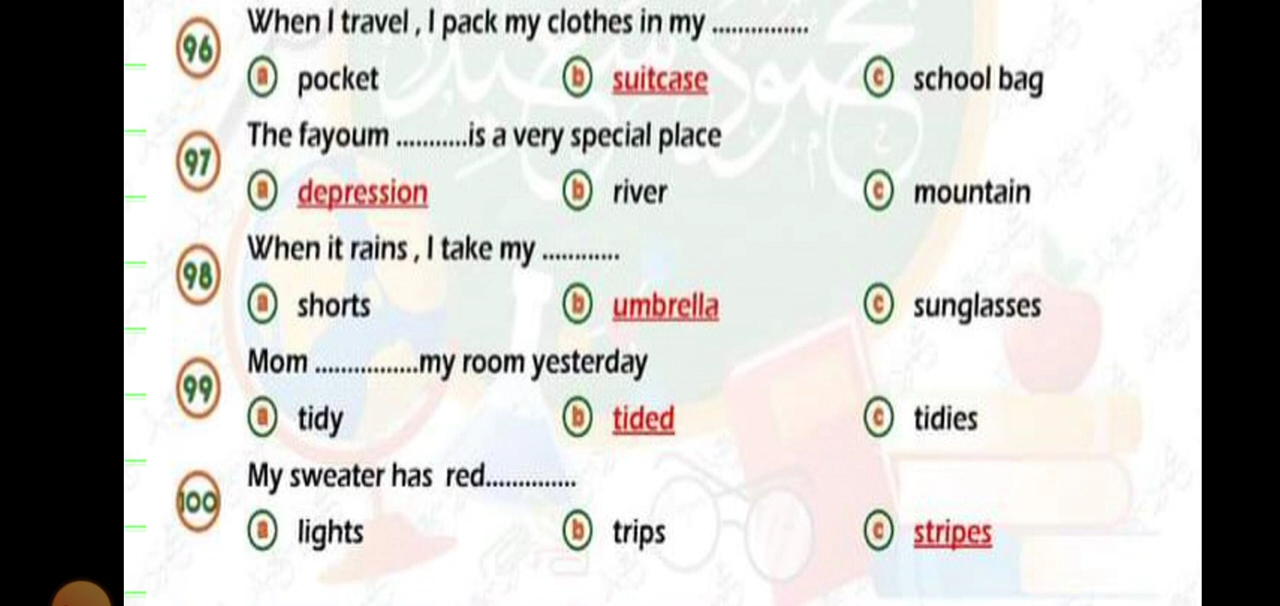 96 When I travel , I pack my clothes in my ...............
a pocket b suitcase c school bag
97 The fayoum ...........is a very special place
a depression b river c mountain
98 When it rains , I take my ............
a shorts b umbrella c sunglasses
99 Mom ................my room yesterday
a tidy b tided c tidies
100 My sweater has red..............
a lights b trips c stripes